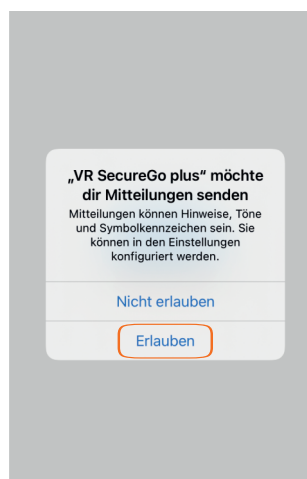 „VR SecureGo plus“ möchte
dir Mitteilungen senden
Mitteilungen können Hinweise, Töne
und Symbolkennzeichen sein. Sie
können in den Einstellungen
konfiguriert werden.
Nicht erlauben
Erlauben